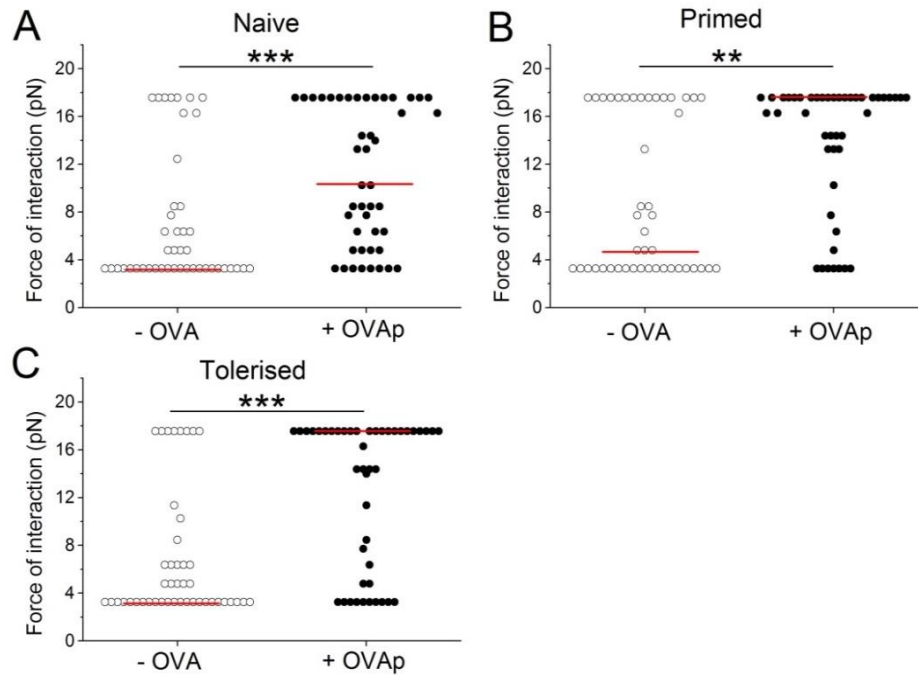 A
Naive
***
Force of interaction (pN)
20
16
12
8
4
0
- OVA
+ OVAp
B
Primed
**
Force of interaction (pN)
20
16
12
8
4
0
- OVA
+ OVAp
C
Tolerised
***
Force of interaction (pN)
20
16
12
8
4
0
- OVA
+ OVAp